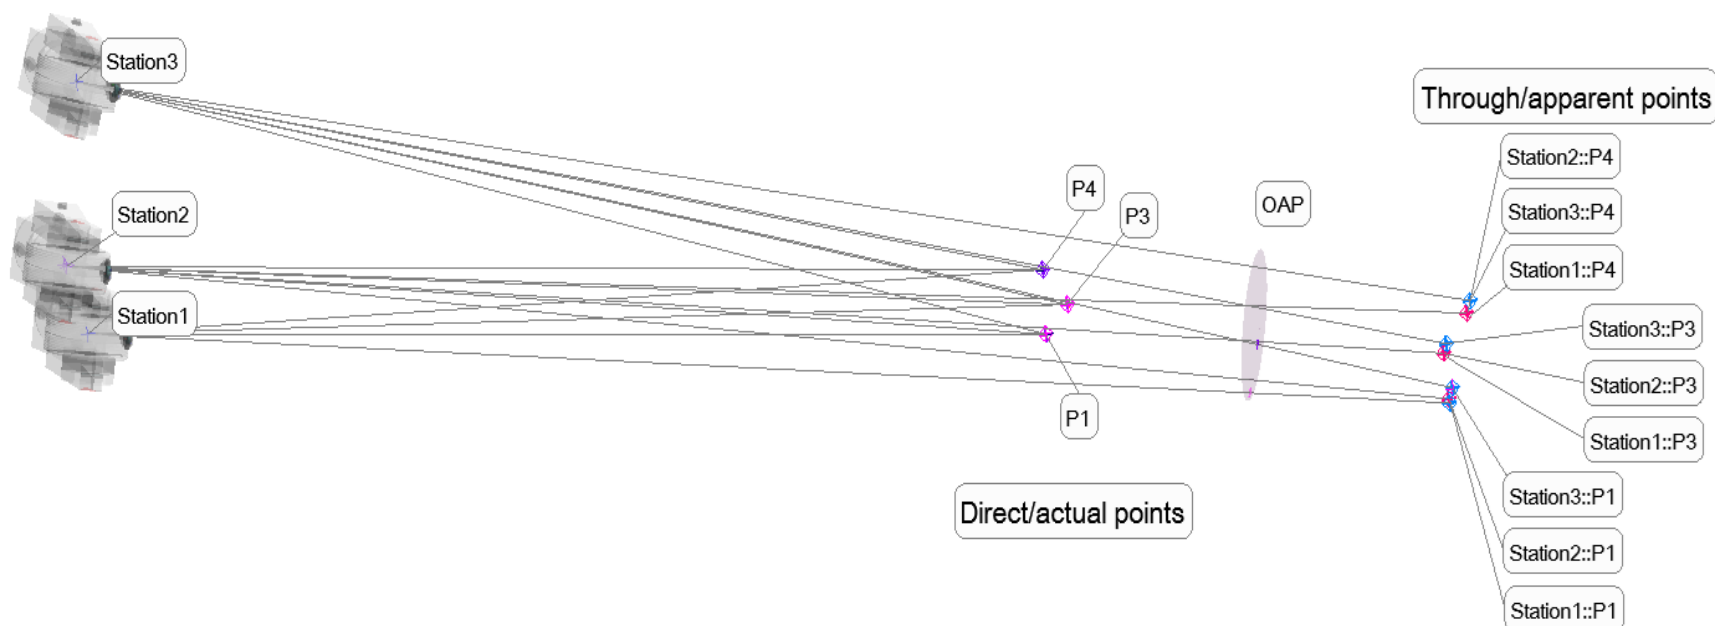 Station3
Through/apparent points
Station2::P4
P4
Station2
P3
OAP
Station3::P4
Station1::P4
Station1
Station3::P3
Station2::P3
P1
Station1::P3
Direct/actual points
Station3::P1
Station2::P1
Station1::P1